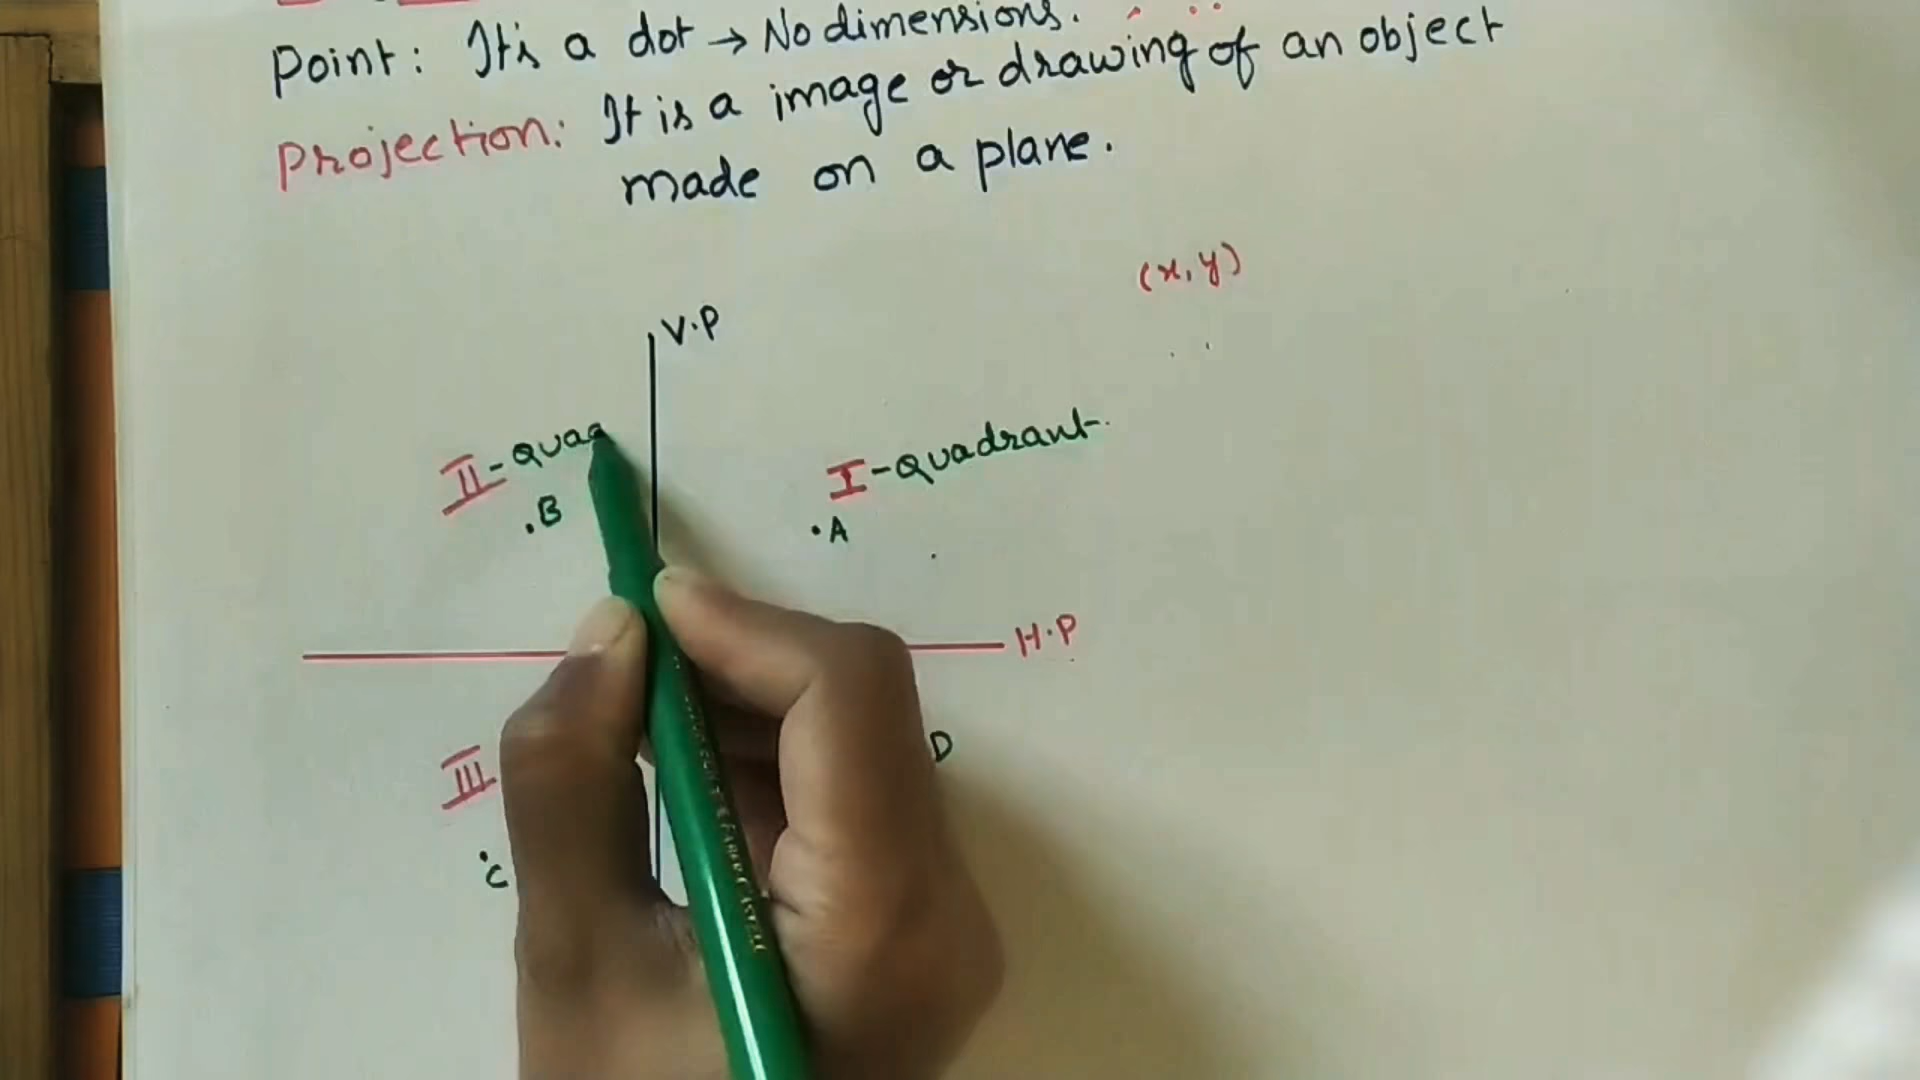 Point: It's a dot → No dimensions.
Projection: It is a image or drawing of an object
made on a plane.
(x, y)
V.P
II - Quad
I - Quadrant
.B
.A
H.P
III
D
C